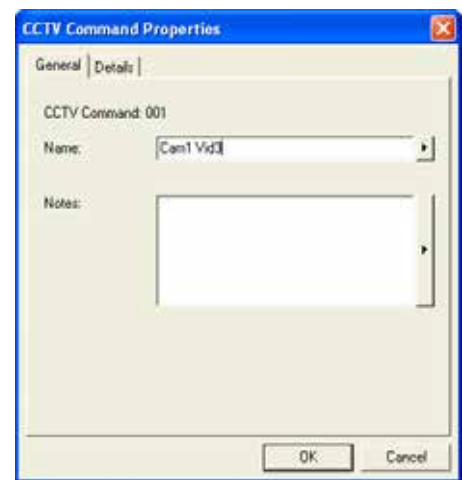 CCTV Command Properties
General Details
CCTV Command: 001
Name: Cam1 Vid3
Notes:
OK Cancel